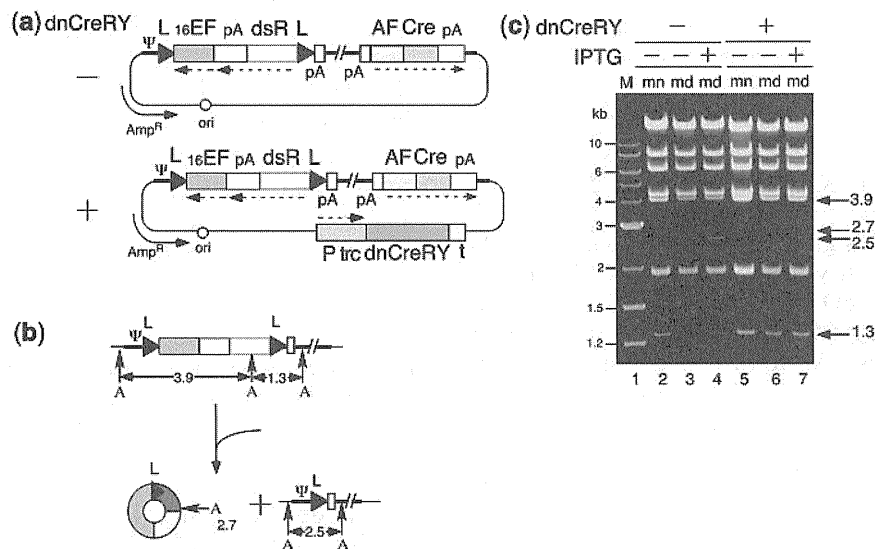 (a) dnCreRY
L 16EF pA dsR L AF Cre pA
Ψ
−
pA pA
Amp^R ori
L 16EF pA dsR L AF Cre pA
Ψ
+
pA pA
Amp^R ori
P trc dnCreRY t
(b)
L L
Ψ
3.9 1.3
A A A
L L
Ψ
A + 
2.7 2.5
A A
(c) dnCreRY − +
IPTG − − + − − +
M mn md md mn md md
kb
10
6
4
3
2
1.5
1.2
3.9
2.7
2.5
1.3
1 2 3 4 5 6 7